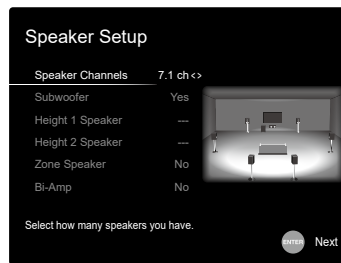 Speaker Setup
Speaker Channels 7.1 ch <>
Subwoofer Yes
Height 1 Speaker ---
Height 2 Speaker ---
Zone Speaker No
Bi-Amp No
Select how many speakers you have.
ENTER Next